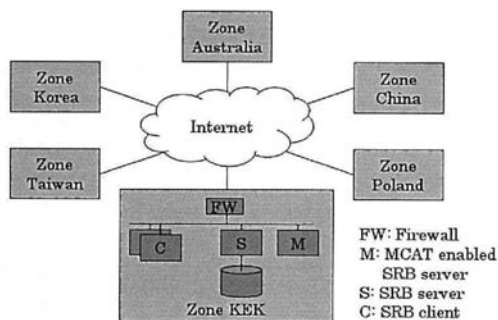 Zone
Australia
Zone
Korea
Zone
China
Internet
Zone
Taiwan
Zone
Poland
FW
C
S
M
Zone KEK
FW: Firewall
M: MCAT enabled
SRB server
S: SRB server
C: SRB client